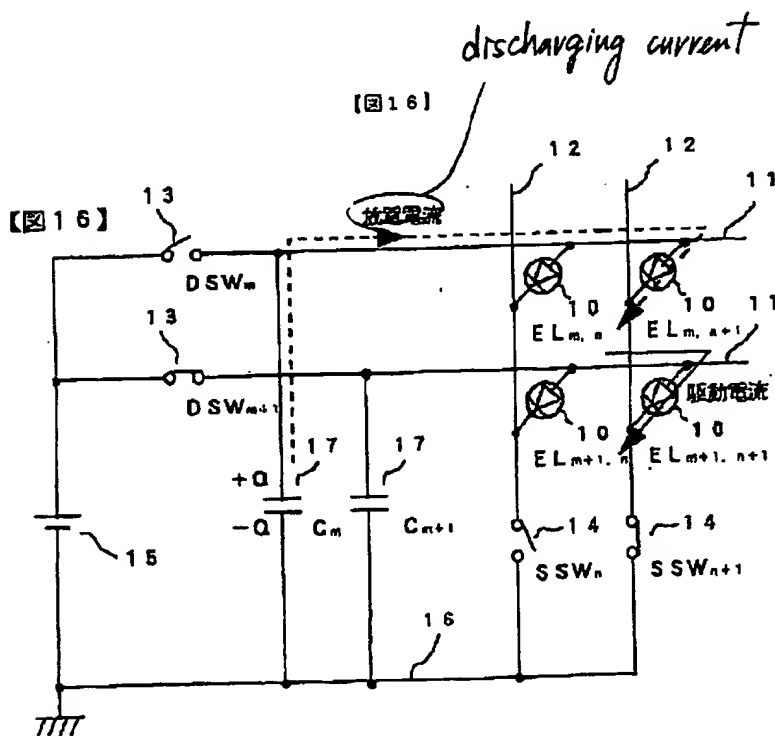 discharging current
【図16】
12 12
13
【図16】
放電電流
11
DSWm
10 10
ELm,n ELm,n+1
11
13
DSWm+1
駆動電流
10 10
ELm+1,n ELm+1,n+1
17 17
+Q
-Q Cm Cm+1
14 14
15
SSWn SSWn+1
16